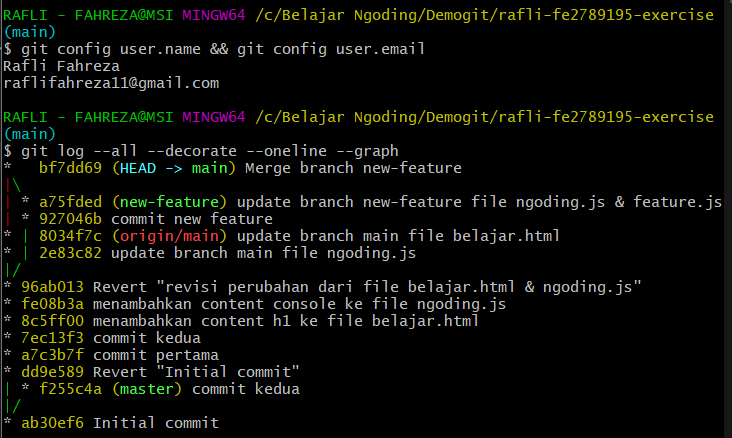 RAFLI - FAHREZA@MSI MINGW64 /c/Belajar Ngoding/Demogit/rafli-fe2789195-exercise
(main)
$ git config user.name && git config user.email
Rafli Fahreza
raflifahreza11@gmail.com
RAFLI - FAHREZA@MSI MINGW64 /c/Belajar Ngoding/Demogit/rafli-fe2789195-exercise
(main)
$ git log --all --decorate --oneline --graph
*   bf7dd69 (HEAD -> main) Merge branch new-feature
|\
| * a75fded (new-feature) update branch new-feature file ngoding.js & feature.js
| * 927046b commit new feature
* | 8034f7c (origin/main) update branch main file belajar.html
* | 2e83c82 update branch main file ngoding.js
|/
* 96ab013 Revert "revisi perubahan dari file belajar.html & ngoding.js"
* fe08b3a menambahkan content console ke file ngoding.js
* 8c5ff00 menambahkan content h1 ke file belajar.html
* 7ec13f3 commit kedua
* a7c3b7f commit pertama
* dd9e589 Revert "Initial commit"
| * f255c4a (master) commit kedua
|/
* ab30ef6 Initial commit